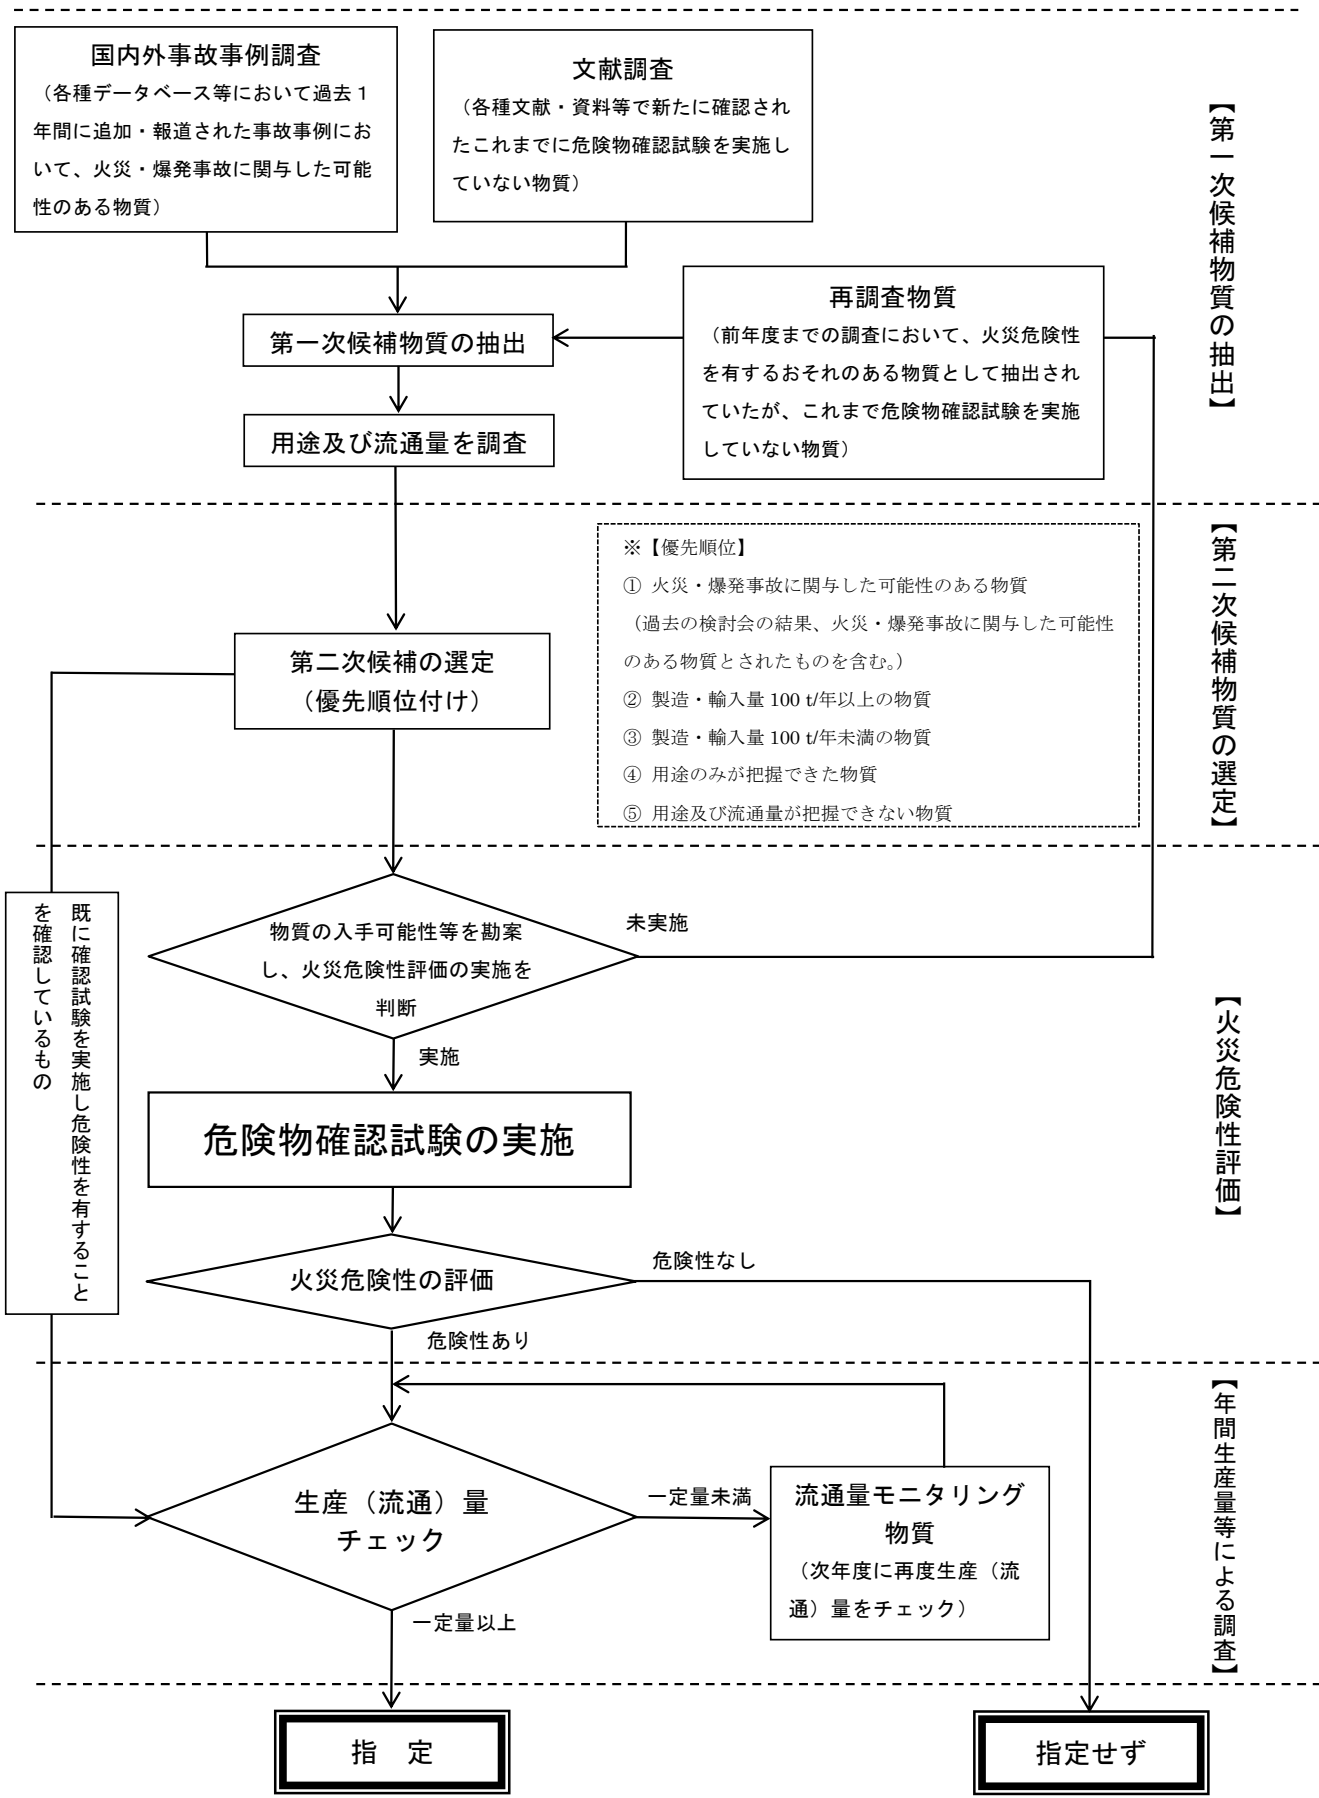 国内外事故事例調査
（各種データベース等において過去１
年間に追加・報道された事故事例にお
いて、火災・爆発事故に関与した可能
性のある物質）
文献調査
（各種文献・資料等で新たに確認され
たこれまでに危険物確認試験を実施し
ていない物質）
【第一次候補物質の抽出】
第一次候補物質の抽出
再調査物質
（前年度までの調査において、火災危険性
を有するおそれのある物質として抽出され
ていたが、これまで危険物確認試験を実施
していない物質）
用途及び流通量を調査
【第二次候補物質の選定】
※【優先順位】
① 火災・爆発事故に関与した可能性のある物質
（過去の検討会の結果、火災・爆発事故に関与した可能性
のある物質とされたものを含む。）
② 製造・輸入量 100 t/年以上の物質
③ 製造・輸入量 100 t/年未満の物質
④ 用途のみが把握できた物質
⑤ 用途及び流通量が把握できない物質
第二次候補の選定
（優先順位付け）
既に確認試験を実施し危険性を有すること
を確認しているもの
物質の入手可能性等を勘案
し、火災危険性評価の実施を
判断
未実施
実施
【火災危険性評価】
危険物確認試験の実施
火災危険性の評価
危険性なし
危険性あり
【年間生産量等による調査】
生産（流通）量
チェック
一定量未満
流通量モニタリング
物質
（次年度に再度生産（流
通）量をチェック）
一定量以上
指　定
指定せず